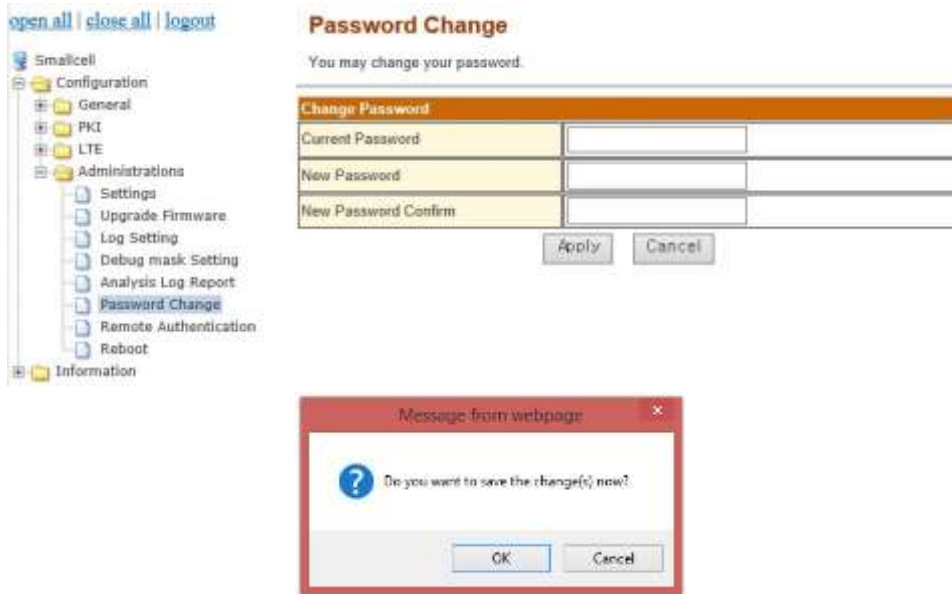 open all | close all | logout
Smallcell
Configuration
General
PKI
LTE
Administrations
Settings
Upgrade Firmware
Log Setting
Debug mask Setting
Analysis Log Report
Password Change
Remote Authentication
Reboot
Information
Password Change
You may change your password.
Change Password
Current Password
New Password
New Password Confirm
Apply Cancel
Message from webpage
Do you want to save the change(s) now?
OK Cancel